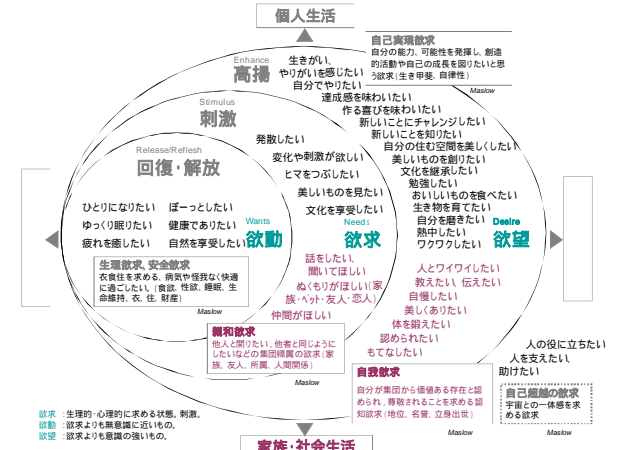 個人生活
自己実現欲求
自分の能力、可能性を発揮し、創造
的活動や自己の成長を図りたいと思
う欲求(生き甲斐、自律性)
Maslow
Enhance
高揚
生きがい、
やりがいを感じたい
自分でやりたい
達成感を味わいたい
作る喜びを味わいたい
新しいことにチャレンジしたい
新しいことを知りたい
自分の住む空間を美しくしたい
美しいものを創りたい
文化を継承したい
勉強したい
おいしいものを食べたい
生き物を育てたい
自分を磨きたい
熱中したい
ワクワクしたい
Desire
欲望
Stimulus
刺激
発散したい
変化や刺激が欲しい
ヒマをつぶしたい
美しいものを見たい
文化を享受したい
Needs
欲求
Release/Reflesh
回復・解放
ひとりになりたい ぼーっとしたい
ゆっくり眠りたい 健康でありたい
疲れを癒したい 自然を享受したい
Wants
欲動
生理欲求、安全欲求
衣食住を求める、病気や怪我なく快適
に過ごしたい。(食欲、性欲、睡眠、生
命維持、衣、住、財産)
Maslow
話をしたい、
聞いてほしい
ぬくもりがほしい(家
族・ペット・友人・恋人)
仲間がほしい
人とワイワイしたい
教えたい、伝えたい
自慢したい
美しくありたい
体を鍛えたい
認められたい
もてなしたい
親和欲求
他人と関りたい、他者と同じように
したいなどの集団帰属の欲求(家
族、友人、所属、人間関係)
Maslow
自我欲求
自分が集団から価値ある存在と認
められ、尊敬されることを求める認
知欲求(地位、名誉、立身出世)
Maslow
人の役に立ちたい
人を支えたい、
助けたい
自己超越の欲求
宇宙との一体感を求
める欲求
Maslow
欲求 :生理的・心理的に求める状態。刺激。
欲動 :欲求よりも無意識に近いもの。
欲望 :欲求よりも意識の強いもの。
家族・社会生活